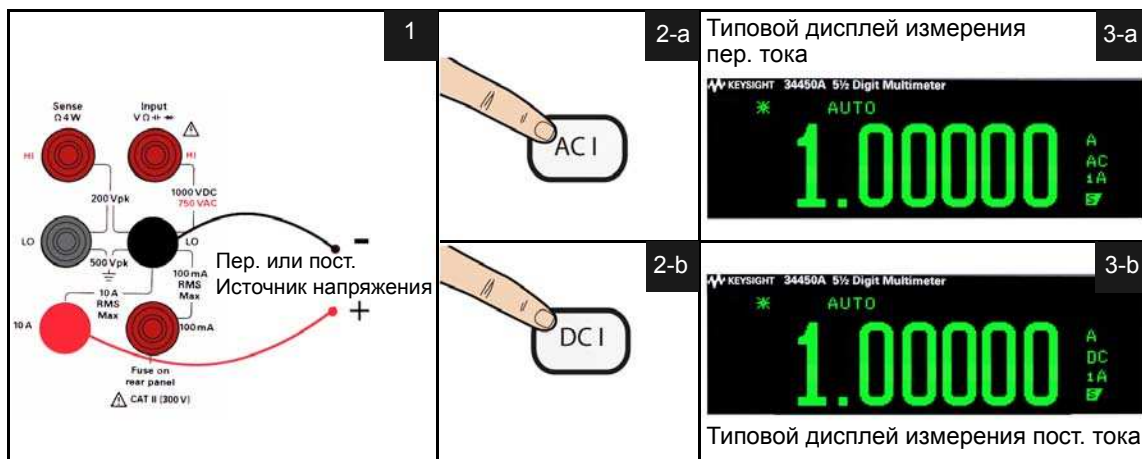 1
Sense
Ω 4 W
Input
V Ω
HI
HI
1000 VDC
750 VAC
200 Vpk
LO
LO
500 Vpk
100 mA
RMS
Max
10 A
RMS
Max
10 A
100 mA
Fuse on
rear panel
CAT II (300 V)
Пер. или пост.
Источник напряжения
-
+
2-a
AC I
Типовой дисплей измерения
пер. тока
3-a
KEYSIGHT 34450A 5½ Digit Multimeter
AUTO
1.00000
A
AC
1A
2-b
DC I
3-b
KEYSIGHT 34450A 5½ Digit Multimeter
AUTO
1.00000
A
DC
1A
Типовой дисплей измерения пост. тока